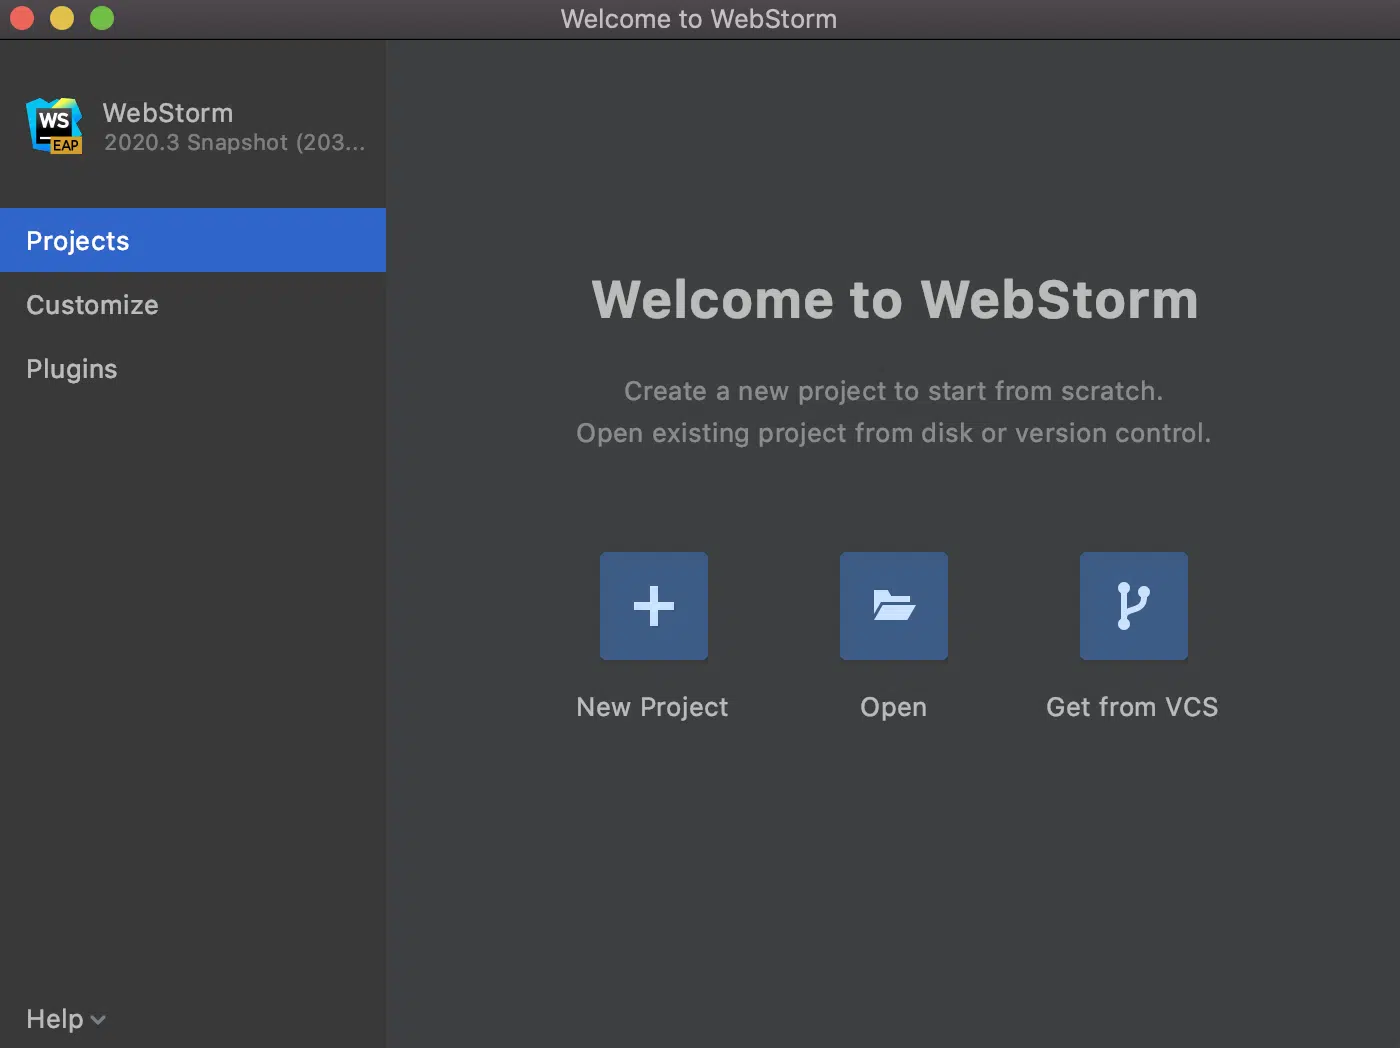 Welcome to WebStorm
WS
EAP
WebStorm
2020.3 Snapshot (203...
Projects
Customize
Plugins
Welcome to WebStorm
Create a new project to start from scratch.
Open existing project from disk or version control.
New Project
Open
Get from VCS
Help